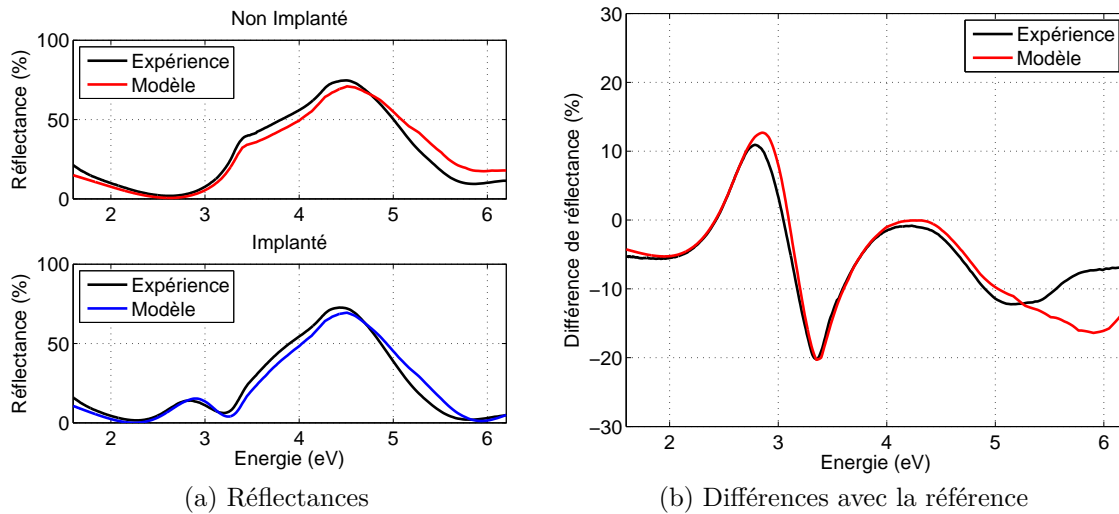 Non Implanté
Réflectance (%)
100
50
0
Expérience
Modèle
2 3 4 5 6
Implanté
Réflectance (%)
100
50
0
Expérience
Modèle
2 3 4 5 6
Energie (eV)
(a) Réflectances
Différence de réflectance (%)
30
20
10
0
−10
−20
−30
Expérience
Modèle
2 3 4 5 6
Energie (eV)
(b) Différences avec la référence